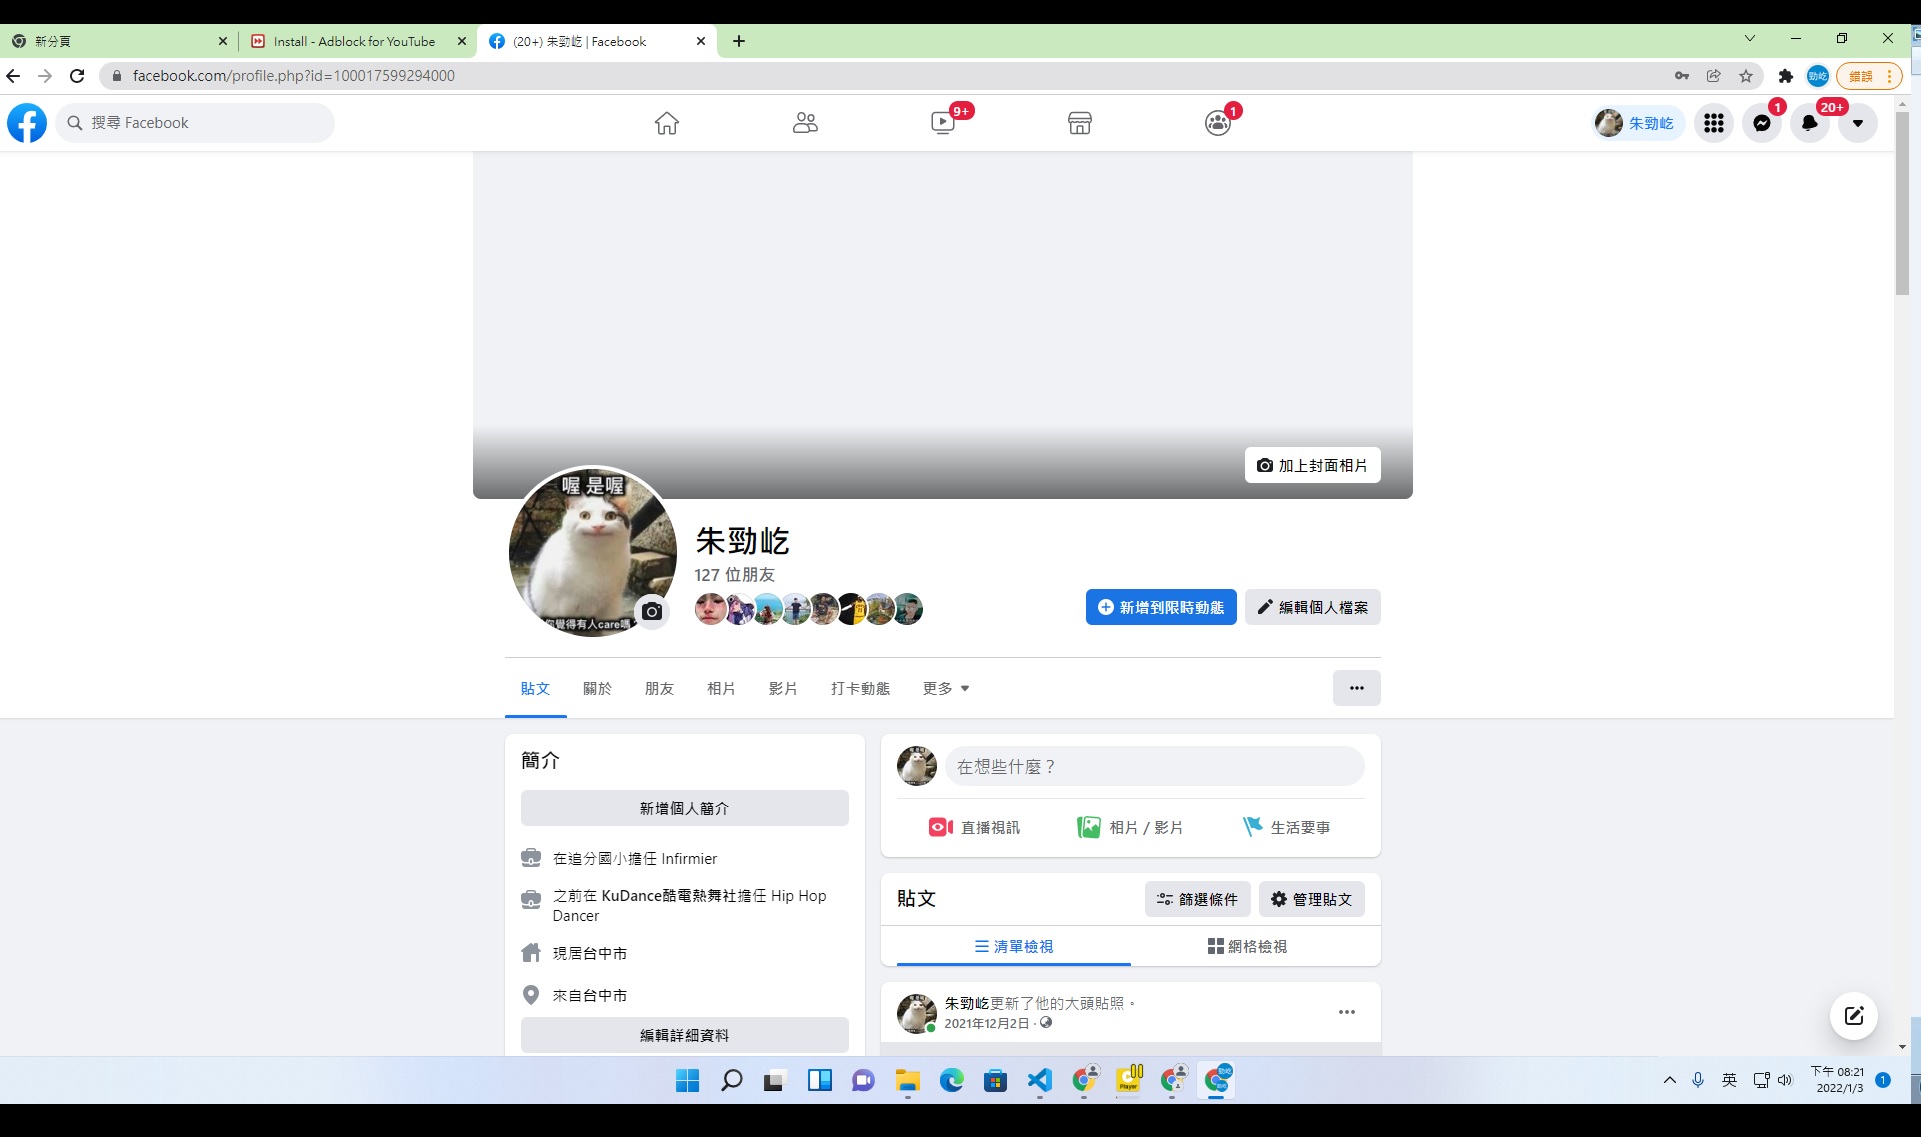 新分頁
Install - Adblock for YouTube
(20+) 朱勁屹 | Facebook
facebook.com/profile.php?id=100017599294000
勁屹
錯誤
搜尋 Facebook
9+
1
朱勁屹
1
20+
加上封面相片
喔 是喔
你覺得有人care嗎?
朱勁屹
127 位朋友
新增到限時動態
編輯個人檔案
貼文
關於
朋友
相片
影片
打卡動態
更多
簡介
新增個人簡介
在追分國小擔任 Infirmier
之前在 KuDance酷電熱舞社擔任 Hip Hop
Dancer
現居台中市
來自台中市
編輯詳細資料
在想些什麼？
直播視訊
相片 / 影片
生活要事
貼文
篩選條件
管理貼文
清單檢視
網格檢視
朱勁屹更新了他的大頭貼照。
2021年12月2日 ·
Player
勁屹
英
下午 08:21
2022/1/3
1